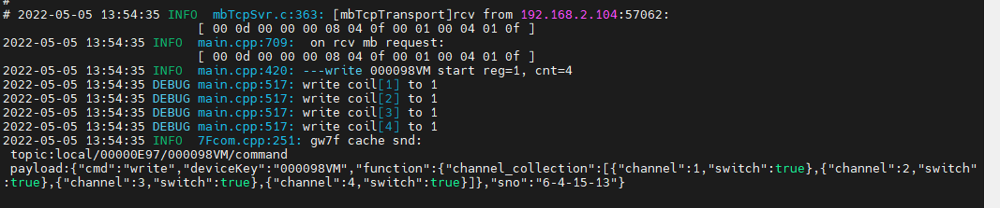 #
# 2022-05-05 13:54:35 INFO  mbTcpSvr.c:363: [mbTcpTransport]rcv from 192.168.2.104:57062:
[ 00 0d 00 00 00 08 04 0f 00 01 00 04 01 0f ]
2022-05-05 13:54:35 INFO  main.cpp:709:  on rcv mb request:
[ 00 0d 00 00 00 08 04 0f 00 01 00 04 01 0f ]
2022-05-05 13:54:35 INFO  main.cpp:420: ---write 000098VM start reg=1, cnt=4
2022-05-05 13:54:35 DEBUG main.cpp:517: write coil[1] to 1
2022-05-05 13:54:35 DEBUG main.cpp:517: write coil[2] to 1
2022-05-05 13:54:35 DEBUG main.cpp:517: write coil[3] to 1
2022-05-05 13:54:35 DEBUG main.cpp:517: write coil[4] to 1
2022-05-05 13:54:35 INFO  7Fcom.cpp:251: gw7f cache snd:
topic:local/00000E97/000098VM/command
payload:{"cmd":"write","deviceKey":"000098VM","function":{"channel_collection":[{"channel":1,"switch":true},{"channel":2,"switch"
:true},{"channel":3,"switch":true},{"channel":4,"switch":true}]},"sno":"6-4-15-13"}